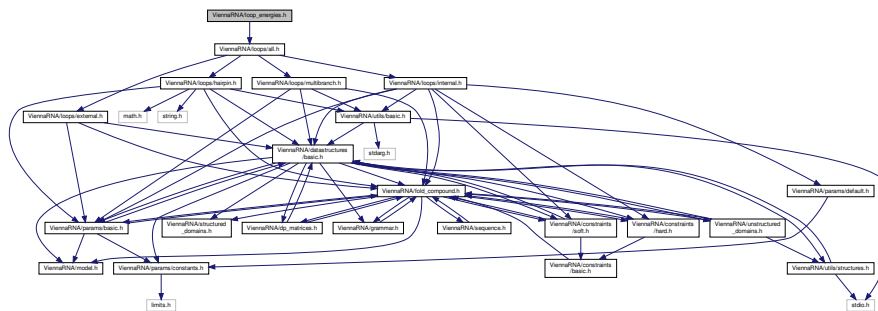 ViennaRNA/loop_energies.h
ViennaRNA/loops/all.h
ViennaRNA/loops/hairpin.h
ViennaRNA/loops/multibranch.h
ViennaRNA/loops/internal.h
ViennaRNA/loops/external.h
math.h
string.h
ViennaRNA/utils/basic.h
ViennaRNA/datastructures
/basic.h
stdarg.h
ViennaRNA/fold_compound.h
ViennaRNA/params/default.h
ViennaRNA/params/basic.h
ViennaRNA/structured
_domains.h
ViennaRNA/dp_matrices.h
ViennaRNA/grammar.h
ViennaRNA/sequence.h
ViennaRNA/constraints
/soft.h
ViennaRNA/constraints
/hard.h
ViennaRNA/unstructured
_domains.h
ViennaRNA/model.h
ViennaRNA/params/constants.h
ViennaRNA/constraints
/basic.h
ViennaRNA/utils/structures.h
limits.h
stdio.h